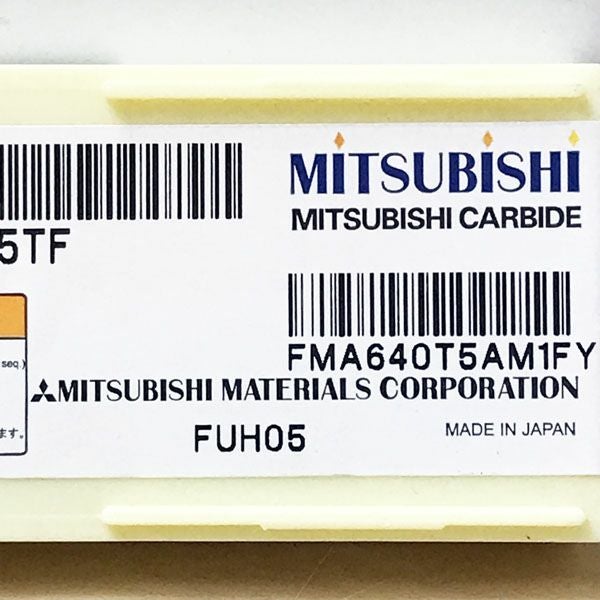 MITSUBISHI
MITSUBISHI CARBIDE
5TF
FMA640T5AM1FY
seq.)
MITSUBISHI MATERIALS CORPORATION
ます。
FUH05
MADE IN JAPAN